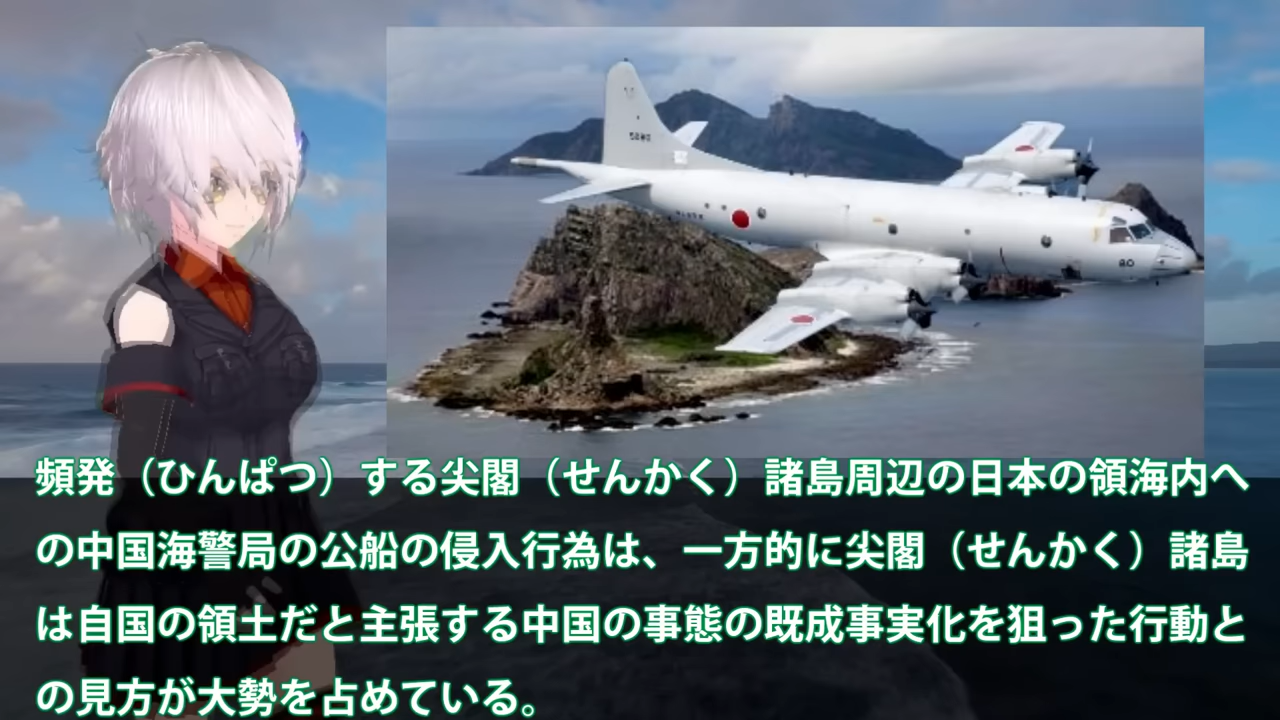 5080
80
頻発（ひんぱつ）する尖閣（せんかく）諸島周辺の日本の領海内へ
の中国海警局の公船の侵入行為は、一方的に尖閣（せんかく）諸島
は自国の領土だと主張する中国の事態の既成事実化を狙った行動と
の見方が大勢を占めている。